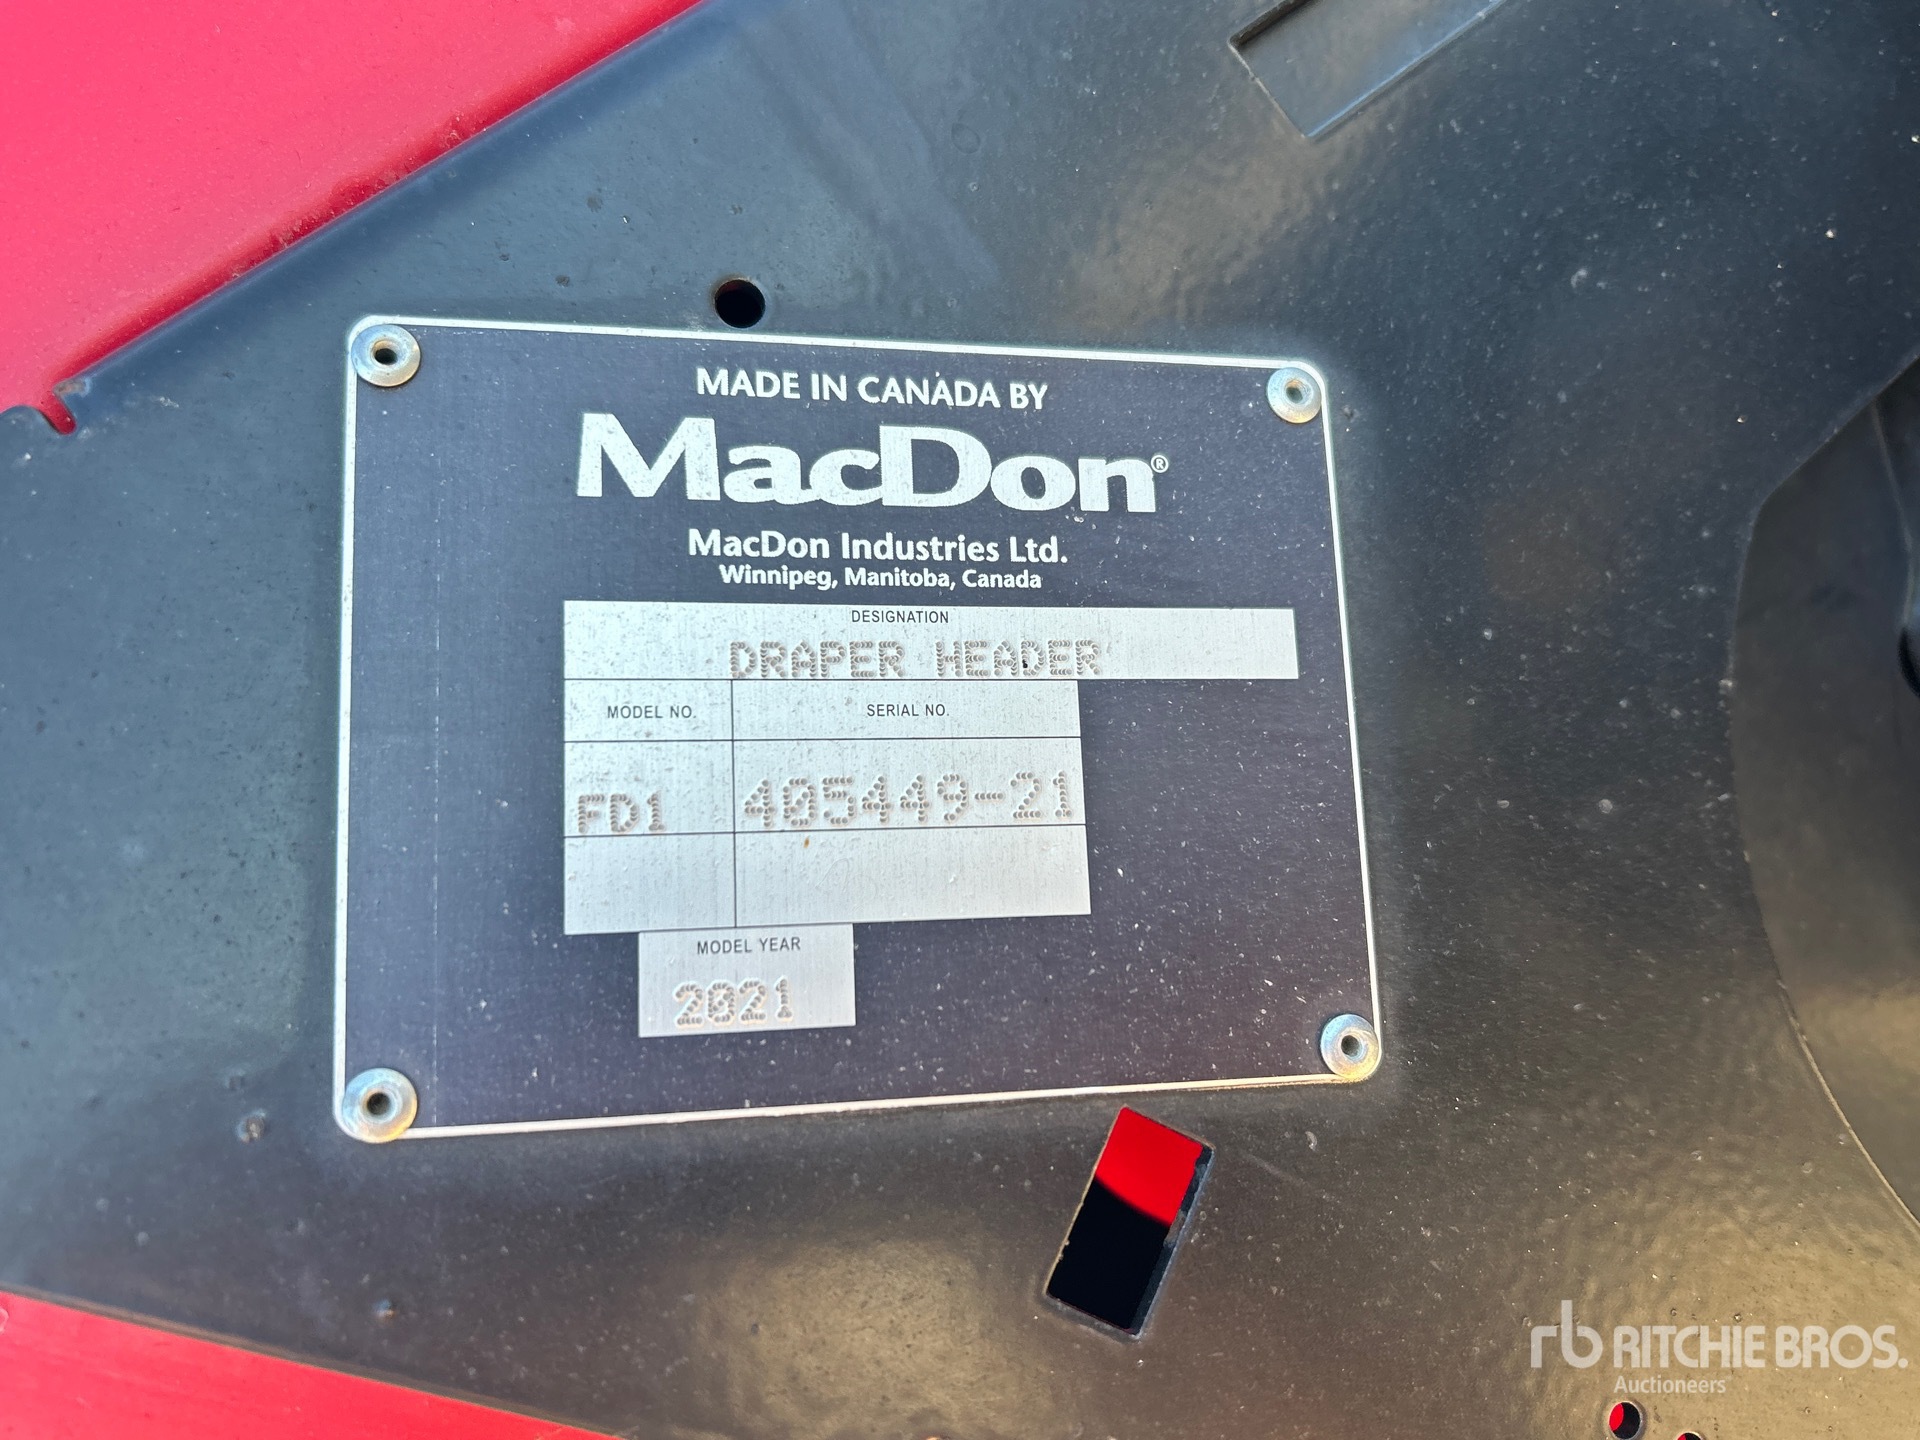 MADE IN CANADA BY
MacDon®
MacDon Industries Ltd.
Winnipeg, Manitoba, Canada
DESIGNATION
DRAPER HEADER
MODEL NO. SERIAL NO.
FD1 405449-21
MODEL YEAR
2021
rb RITCHIE BROS.
Auctioneers